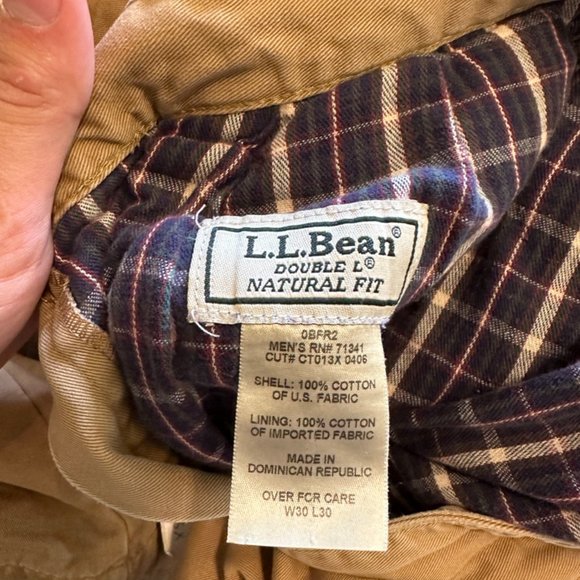 L.L.Bean®
DOUBLE L®
NATURAL FIT
0BFR2
MEN'S RN# 71341
CUT# CT013X 0406
SHELL: 100% COTTON
OF U.S. FABRIC
LINING: 100% COTTON
OF IMPORTED FABRIC
MADE IN
DOMINICAN REPUBLIC
OVER FOR CARE
W30 L30